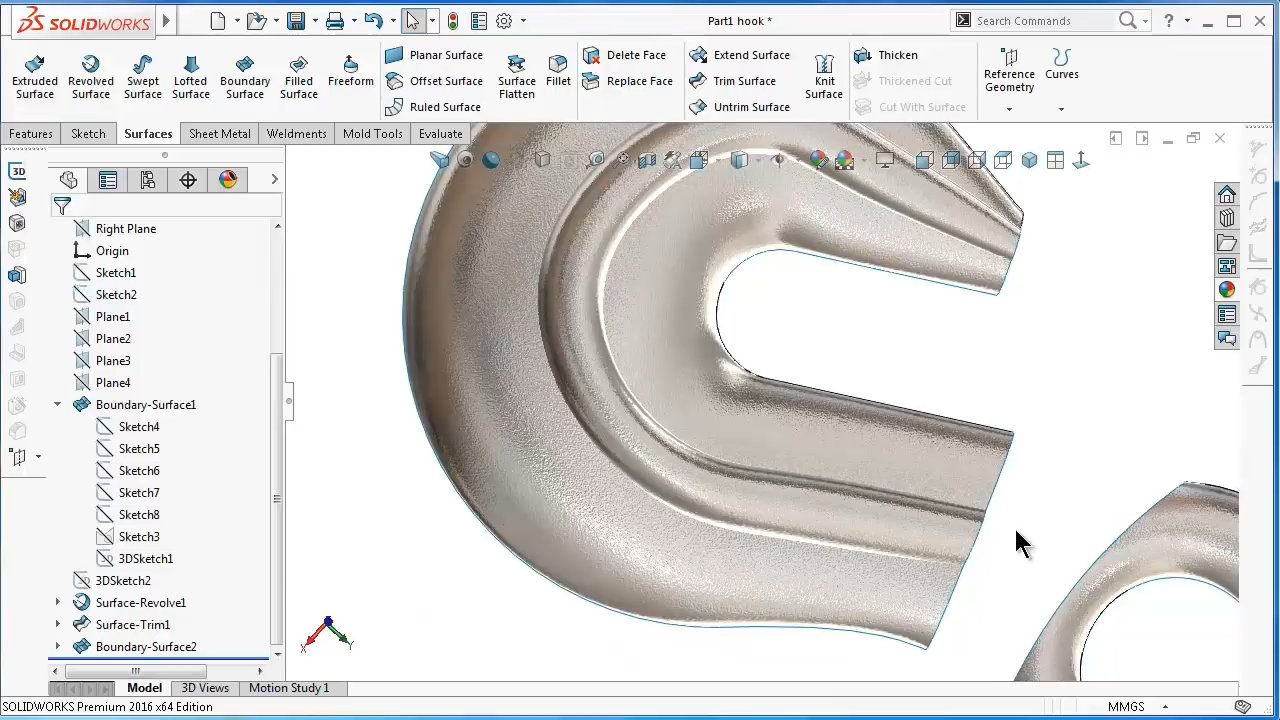 SOLIDWORKS
Part1 hook *
Search Commands
?
Extruded Surface
Revolved Surface
Swept Surface
Lofted Surface
Boundary Surface
Filled Surface
Freeform
Planar Surface
Offset Surface
Ruled Surface
Surface Flatten
Fillet
Delete Face
Replace Face
Extend Surface
Trim Surface
Untrim Surface
Knit Surface
Thicken
Thickened Cut
Cut With Surface
Reference Geometry
Curves
Features
Sketch
Surfaces
Sheet Metal
Weldments
Mold Tools
Evaluate
3D
Right Plane
Origin
Sketch1
Sketch2
Plane1
Plane2
Plane3
Plane4
Boundary-Surface1
Sketch4
Sketch5
Sketch6
Sketch7
Sketch8
Sketch3
3DSketch1
3DSketch2
Surface-Revolve1
Surface-Trim1
Boundary-Surface2
X
Y
Model
3D Views
Motion Study 1
SOLIDWORKS Premium 2016 x64 Edition
MMGS